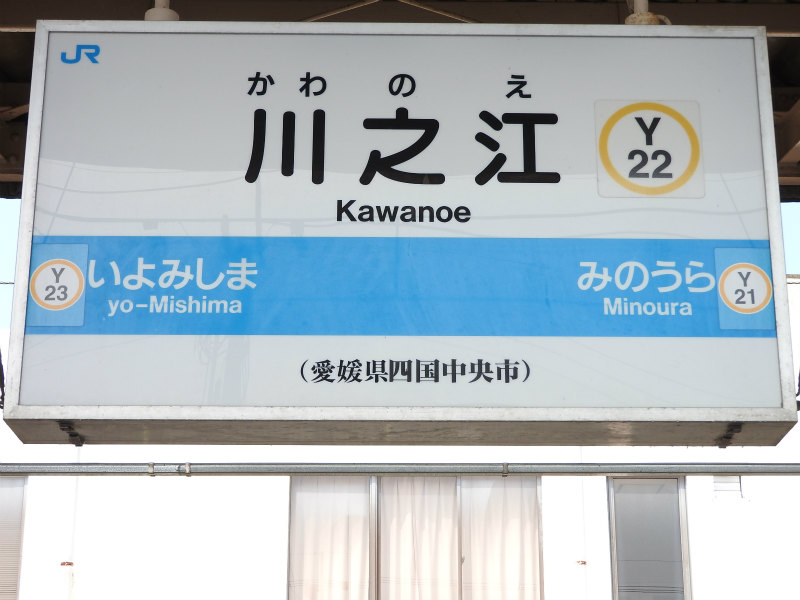 JR
かわのえ
川之江
Y
22
Kawanoe
Y
23
いよみしま
yo-Mishima
みのうら
Minoura
Y
21
（愛媛県四国中央市）